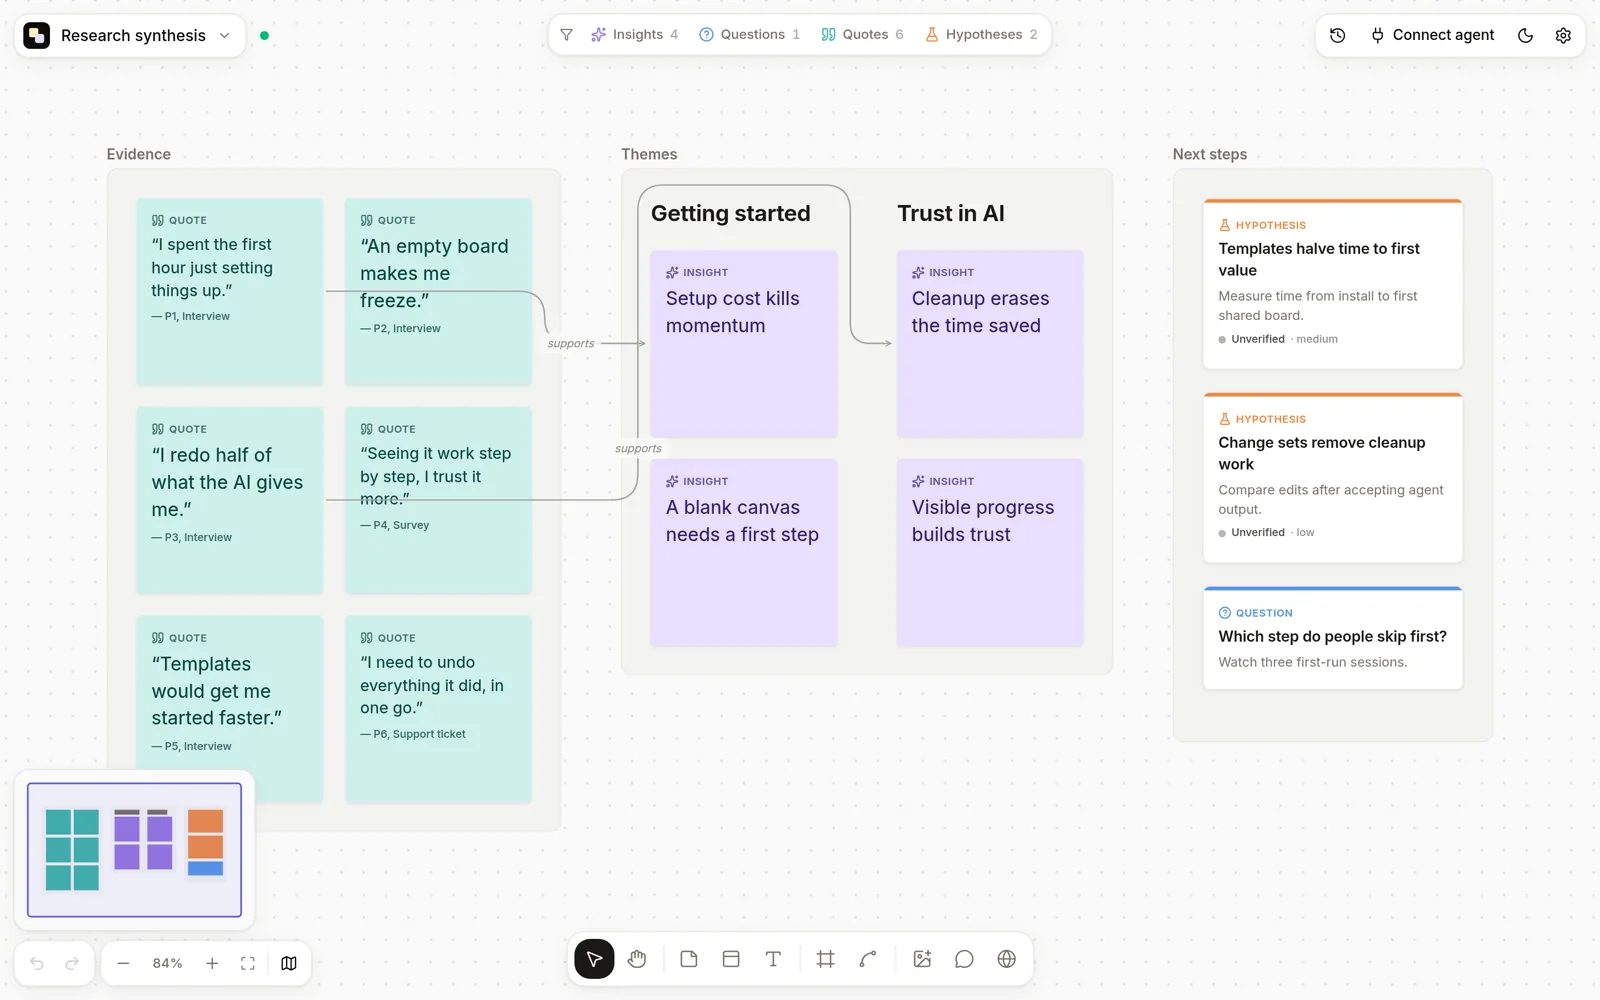 Research synthesis
Insights 4
Questions 1
Quotes 6
Hypotheses 2
Connect agent
Evidence
QUOTE
“I spent the first
hour just setting
things up.”
— P1, Interview
QUOTE
“An empty board
makes me
freeze.”
— P2, Interview
QUOTE
“I redo half of
what the AI gives
me.”
— P3, Interview
QUOTE
“Seeing it work step
by step, I trust it
more.”
— P4, Survey
QUOTE
“Templates
would get me
started faster.”
— P5, Interview
QUOTE
“I need to undo
everything it did, in
one go.”
— P6, Support ticket
supports
supports
Themes
Getting started
INSIGHT
Setup cost kills
momentum
INSIGHT
A blank canvas
needs a first step
Trust in AI
INSIGHT
Cleanup erases
the time saved
INSIGHT
Visible progress
builds trust
Next steps
HYPOTHESIS
Templates halve time to first
value
Measure time from install to first
shared board.
Unverified · medium
HYPOTHESIS
Change sets remove cleanup
work
Compare edits after accepting agent
output.
Unverified · low
QUESTION
Which step do people skip first?
Watch three first-run sessions.
84%